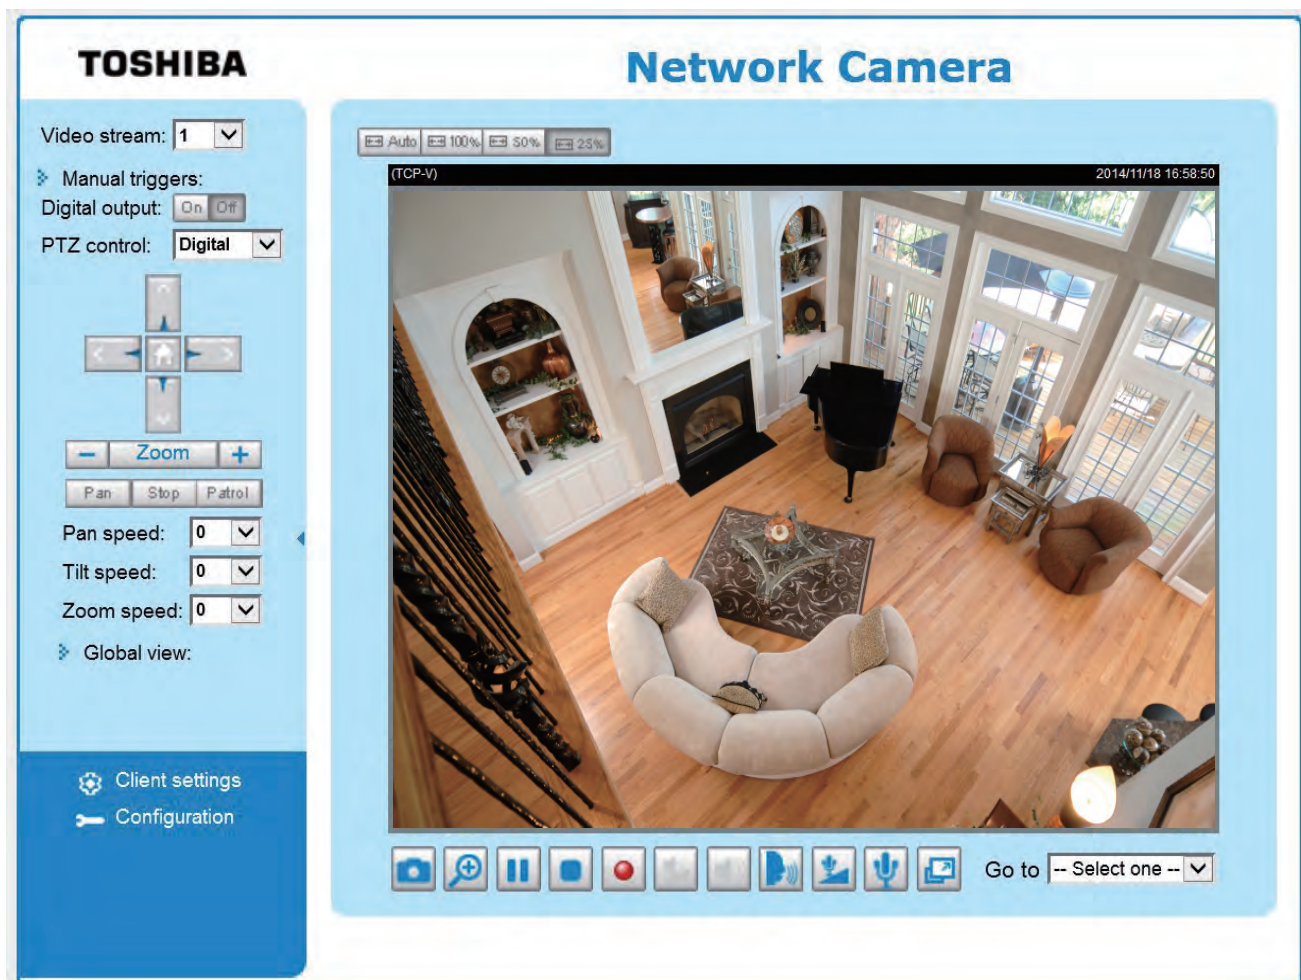 TOSHIBA
Network Camera
Video stream: 1
Manual triggers:
Digital output: On Off
PTZ control: Digital
Zoom
Pan Stop Patrol
Pan speed: 0
Tilt speed: 0
Zoom speed: 0
Global view:
Client settings
Configuration
Auto 100% 50% 25%
(TCP-V) 2014/11/18 16:58:50
Go to -- Select one --